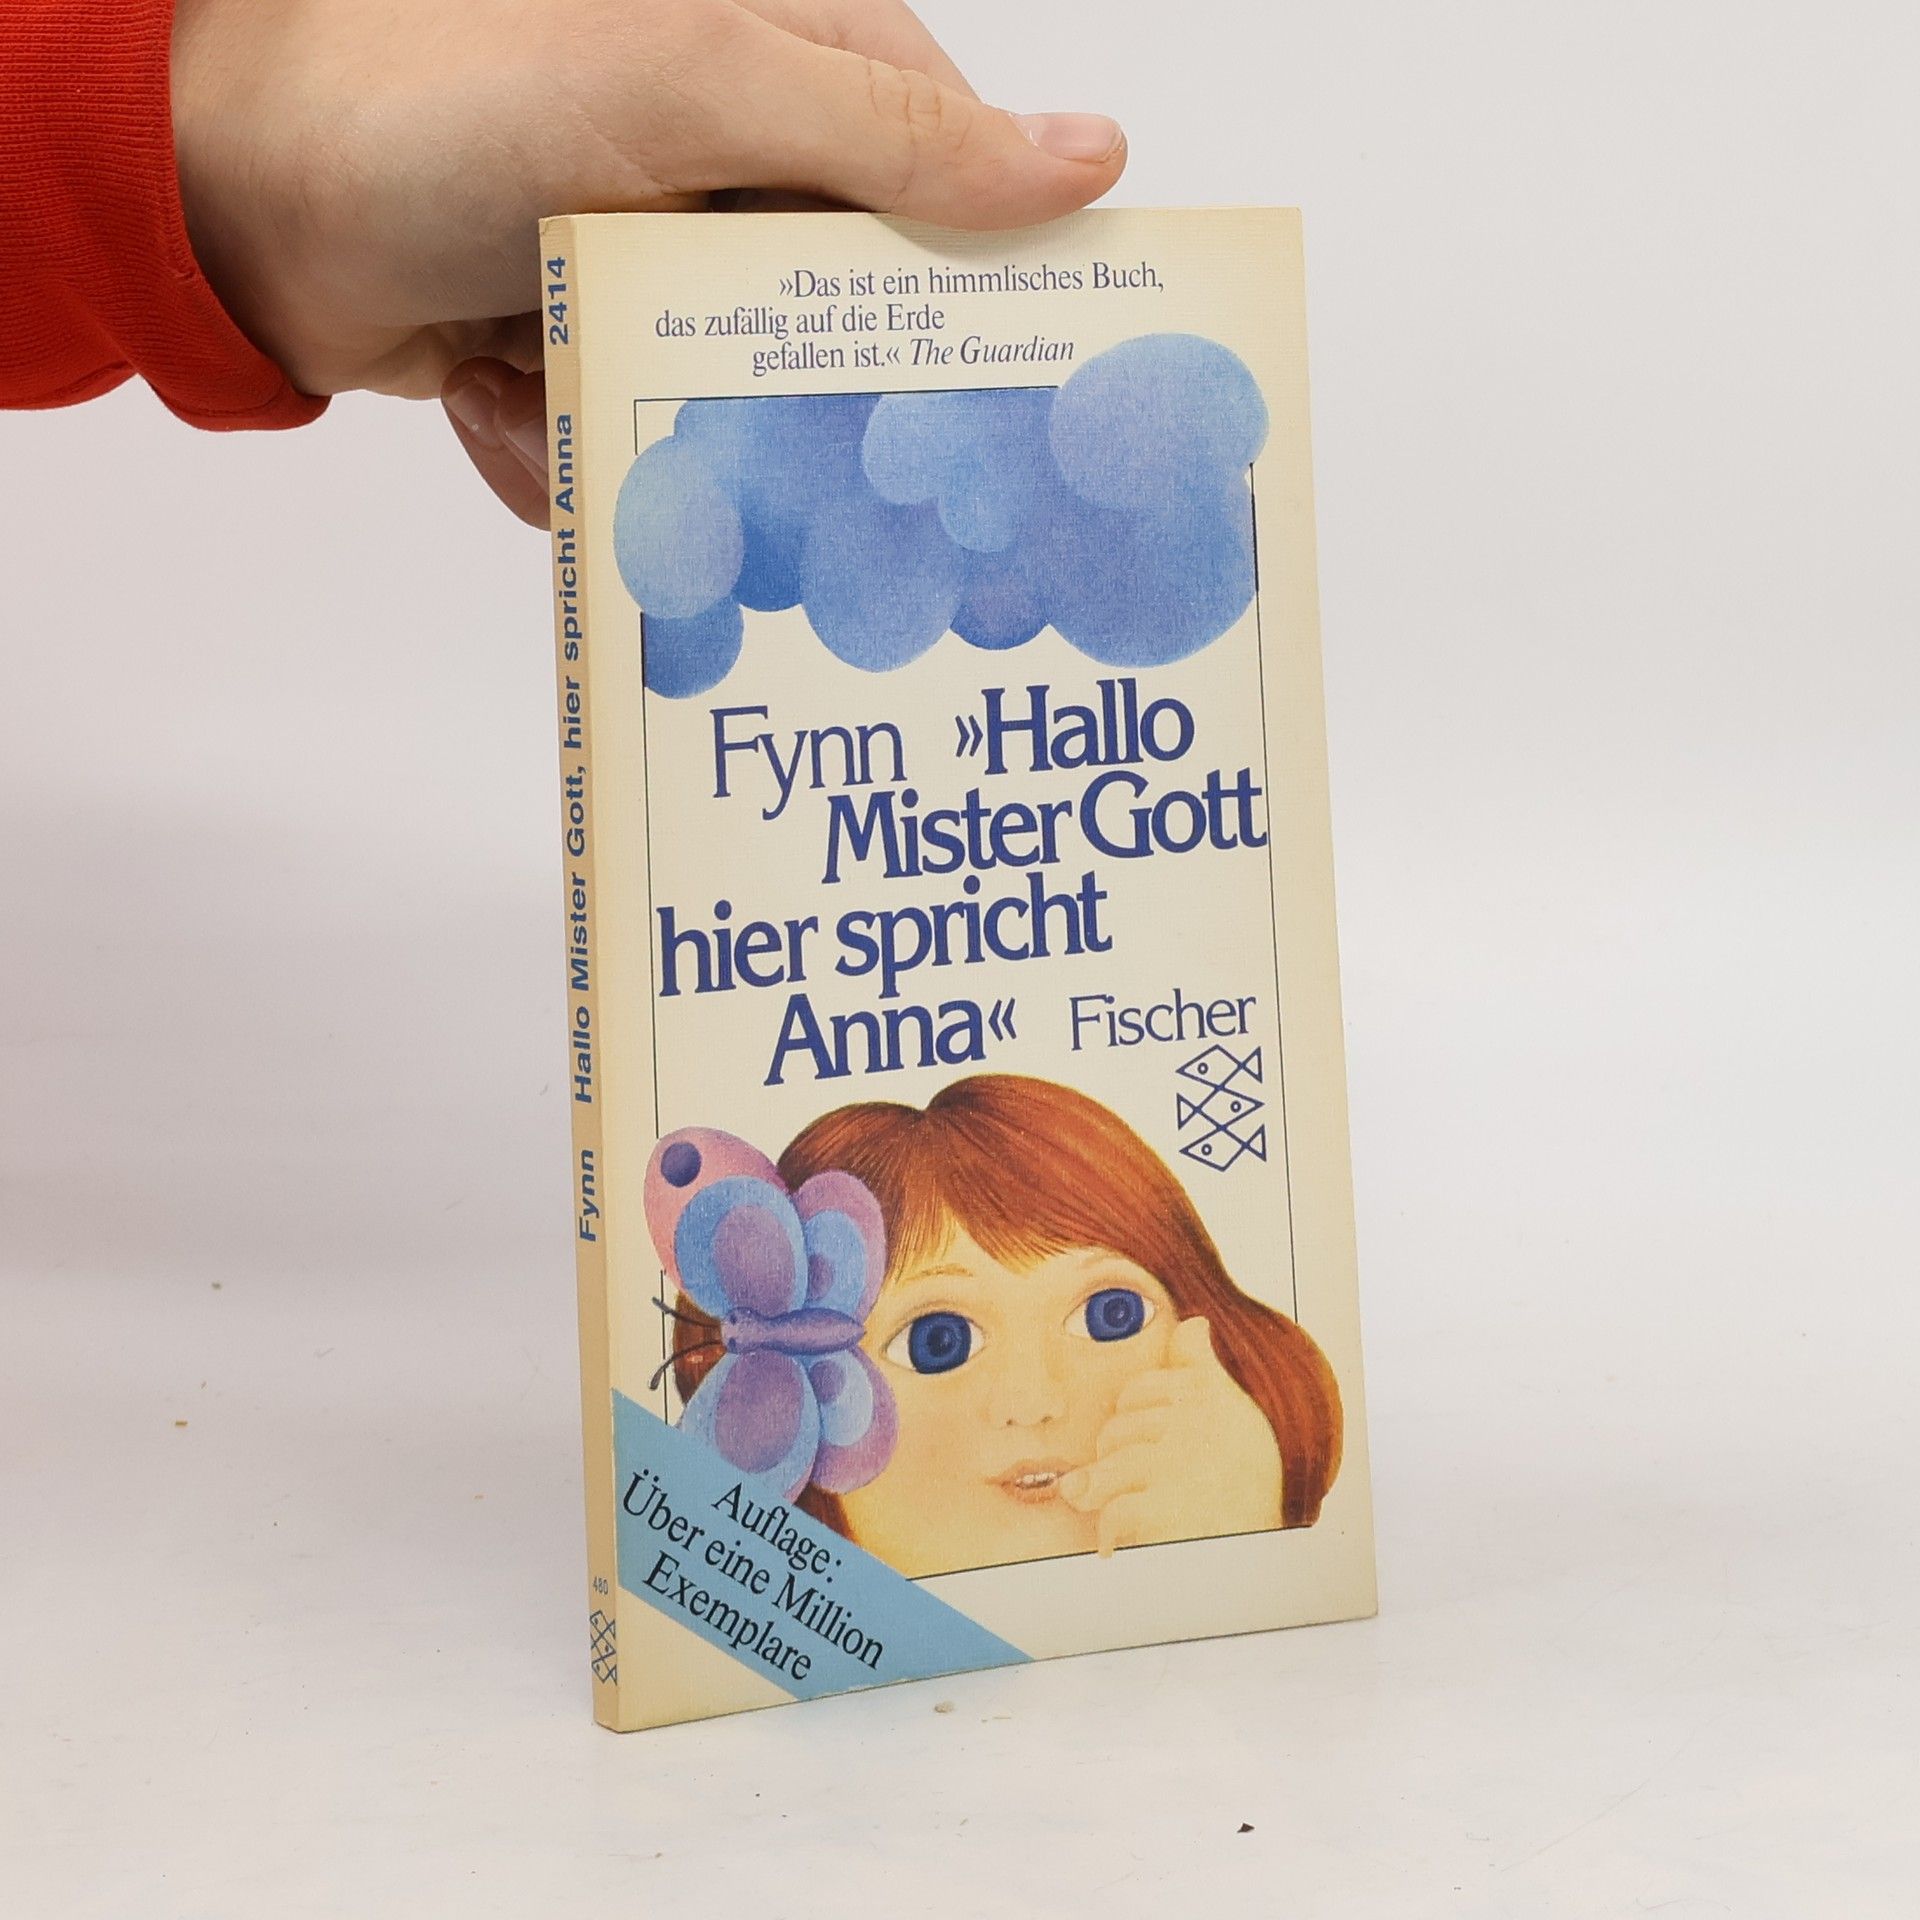 »Das ist ein himmlisches Buch,
das zufällig auf die Erde
gefallen ist.« The Guardian
Fynn »Hallo
Mister Gott
hier spricht
Anna« Fischer
Auflage:
Über eine Million
Exemplare
Fynn Hallo Mister Gott, hier spricht Anna 2414
480